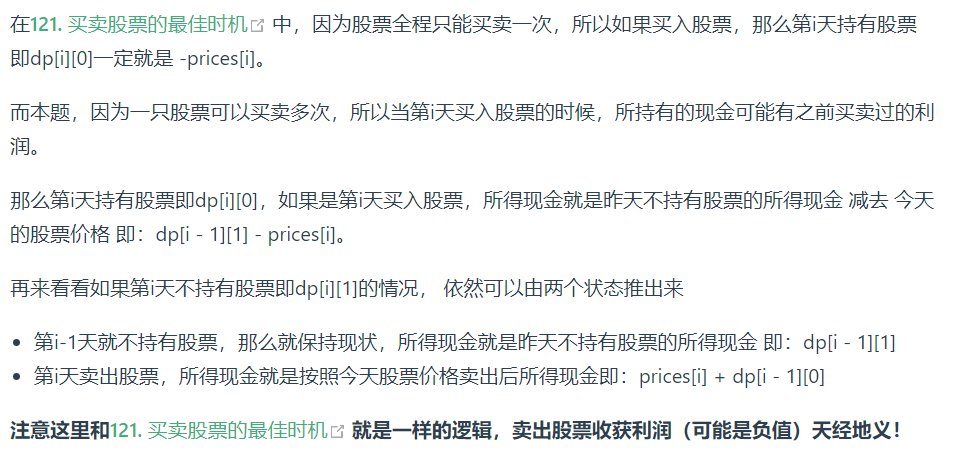 在121. 买卖股票的最佳时机 中，因为股票全程只能买卖一次，所以如果买入股票，那么第i天持有股票
即dp[i][0]一定就是 -prices[i]。
而本题，因为一只股票可以买卖多次，所以当第i天买入股票的时候，所持有的现金可能有之前买卖过的利
润。
那么第i天持有股票即dp[i][0]，如果是第i天买入股票，所得现金就是昨天不持有股票的所得现金 减去 今天
的股票价格 即：dp[i - 1][1] - prices[i]。
再来看看如果第i天不持有股票即dp[i][1]的情况， 依然可以由两个状态推出来
• 第i-1天就不持有股票，那么就保持现状，所得现金就是昨天不持有股票的所得现金 即：dp[i - 1][1]
• 第i天卖出股票，所得现金就是按照今天股票价格卖出后所得现金即：prices[i] + dp[i - 1][0]
注意这里和121. 买卖股票的最佳时机 就是一样的逻辑，卖出股票收获利润（可能是负值）天经地义！